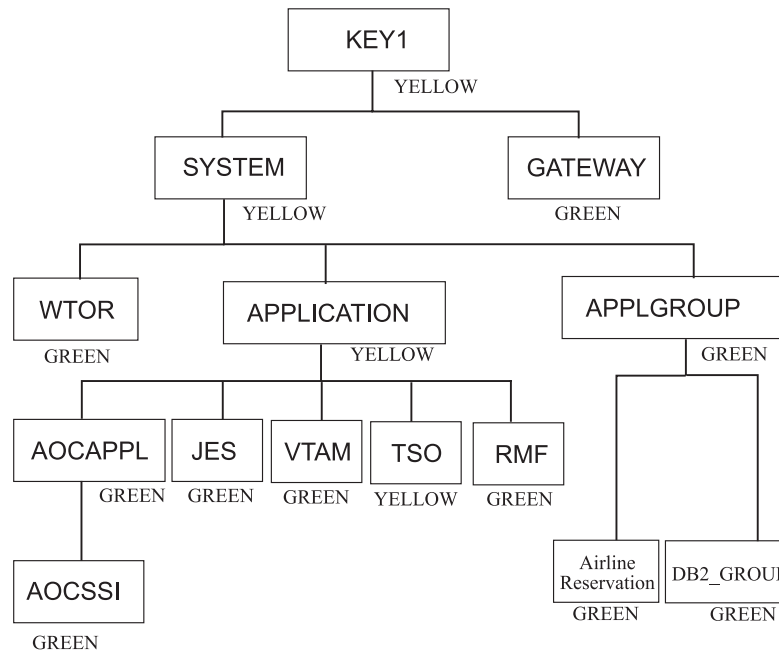 KEY1
YELLOW
SYSTEM
GATEWAY
YELLOW
GREEN
WTOR
APPLICATION
APPLGROUP
GREEN
YELLOW
GREEN
AOCAPPL
JES
VTAM
TSO
RMF
GREEN
GREEN
GREEN
YELLOW
GREEN
Airline
Reservation
DB2_GROUP
GREEN
GREEN
AOCSSI
GREEN